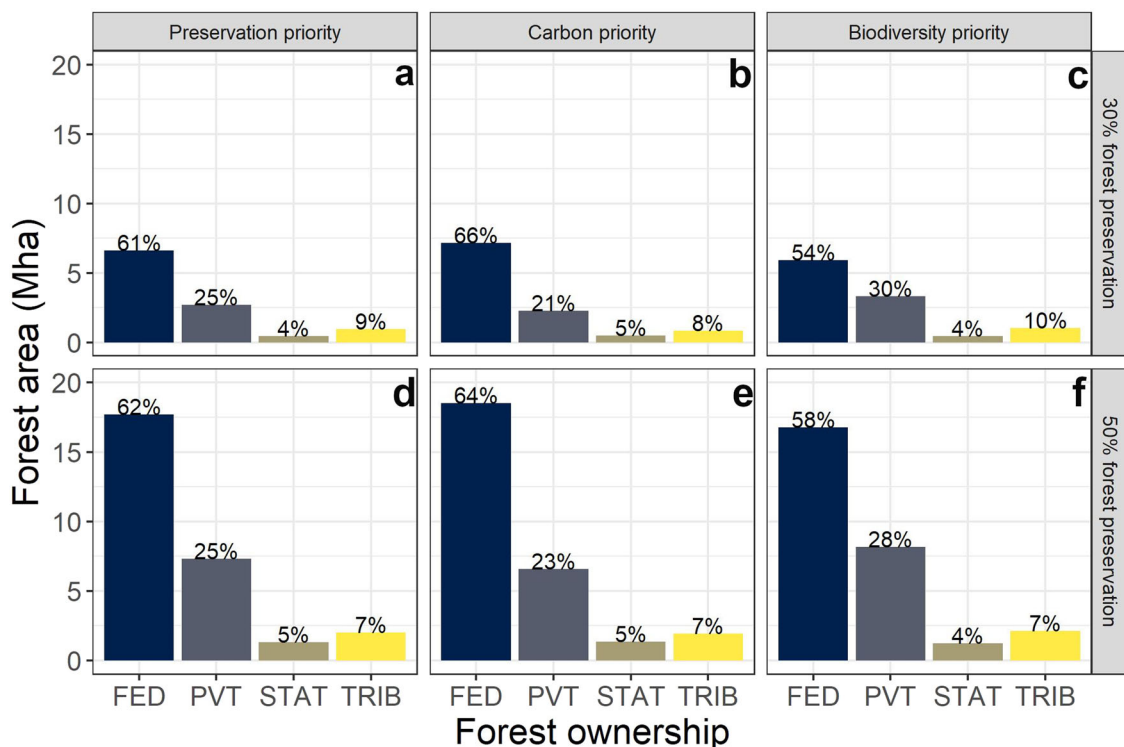 Preservation priority
Carbon priority
Biodiversity priority
a
b
c
20
15
10
5
0
61%
25%
4%
9%
66%
21%
5%
8%
54%
30%
4%
10%
30% forest preservation
Forest area (Mha)
d
e
f
20
15
10
5
0
62%
25%
5%
7%
64%
23%
5%
7%
58%
28%
4%
7%
50% forest preservation
FED PVT STAT TRIB
FED PVT STAT TRIB
FED PVT STAT TRIB
Forest ownership